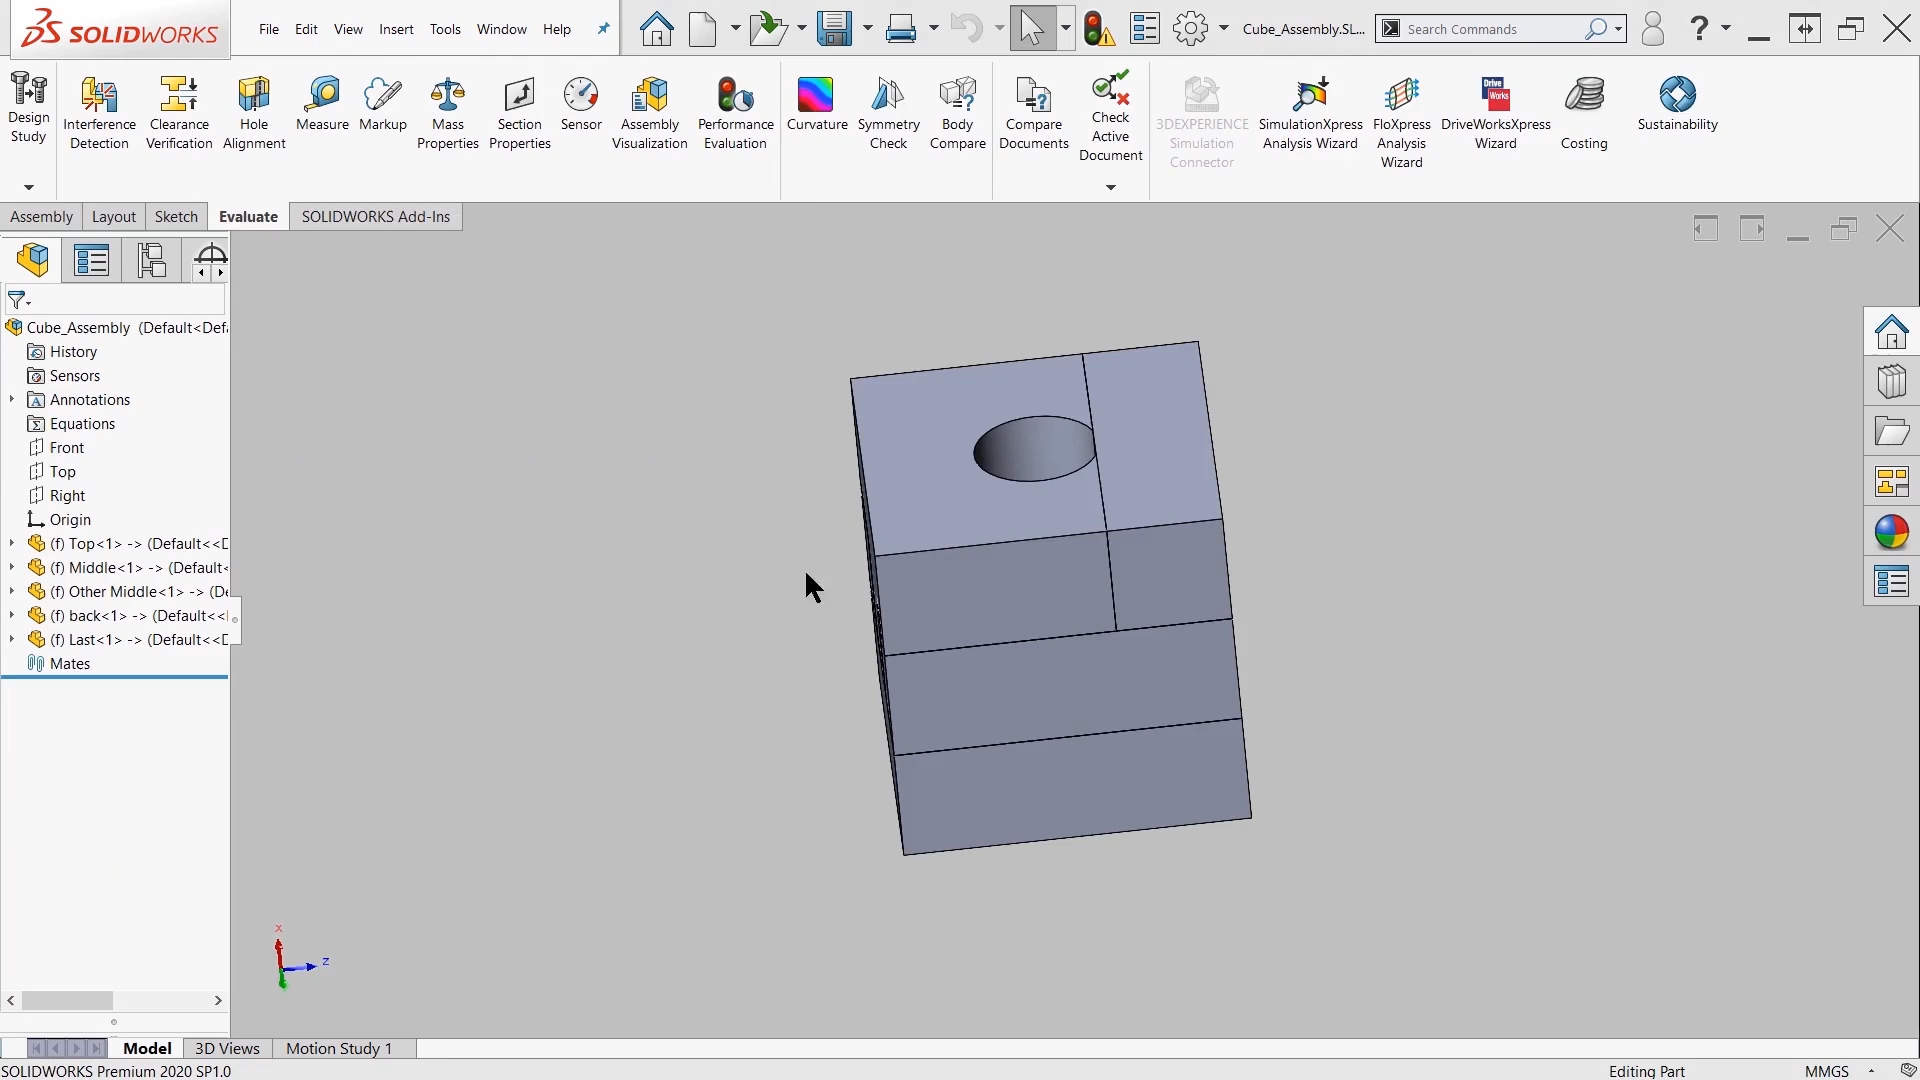 SOLIDWORKS File Edit View Insert Tools Window Help Cube_Assembly.SL... Search Commands ?
Design Study
Interference Detection
Clearance Verification
Hole Alignment
Measure
Markup
Mass Properties
Section Properties
Sensor
Assembly Visualization
Performance Evaluation
Curvature
Symmetry Check
Body Compare
Compare Documents
Check Active Document
3DEXPERIENCE Simulation Connector
SimulationXpress Analysis Wizard
FloXpress Analysis Wizard
Drive Works
DriveWorksXpress Wizard
Costing
Sustainability
Assembly Layout Sketch Evaluate SOLIDWORKS Add-Ins
Cube_Assembly (Default<Def
History
Sensors
Annotations
Equations
Front
Top
Right
Origin
(f) Top<1> -> (Default<<D
(f) Middle<1> -> (Default<
(f) Other Middle<1> -> (De
(f) back<1> -> (Default<<
(f) Last<1> -> (Default<<D
Mates
x
z
Model 3D Views Motion Study 1
SOLIDWORKS Premium 2020 SP1.0 Editing Part MMGS